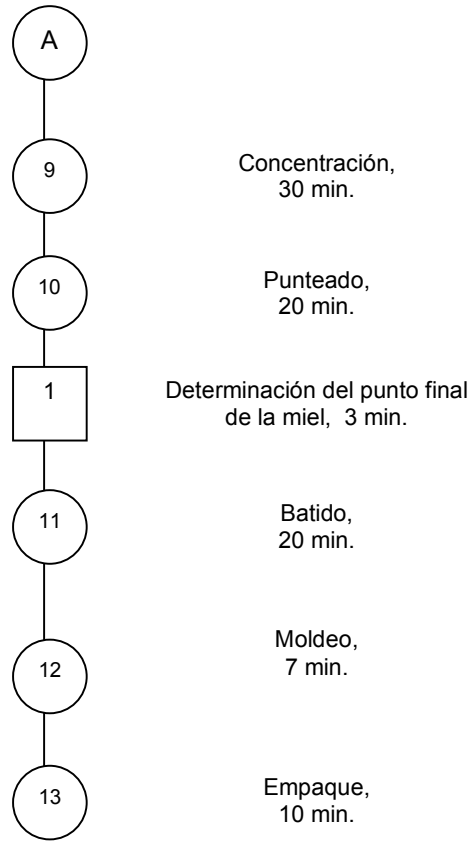 A
9
Concentración,
30 min.
10
Punteado,
20 min.
1
Determinación del punto final
de la miel, 3 min.
11
Batido,
20 min.
12
Moldeo,
7 min.
13
Empaque,
10 min.